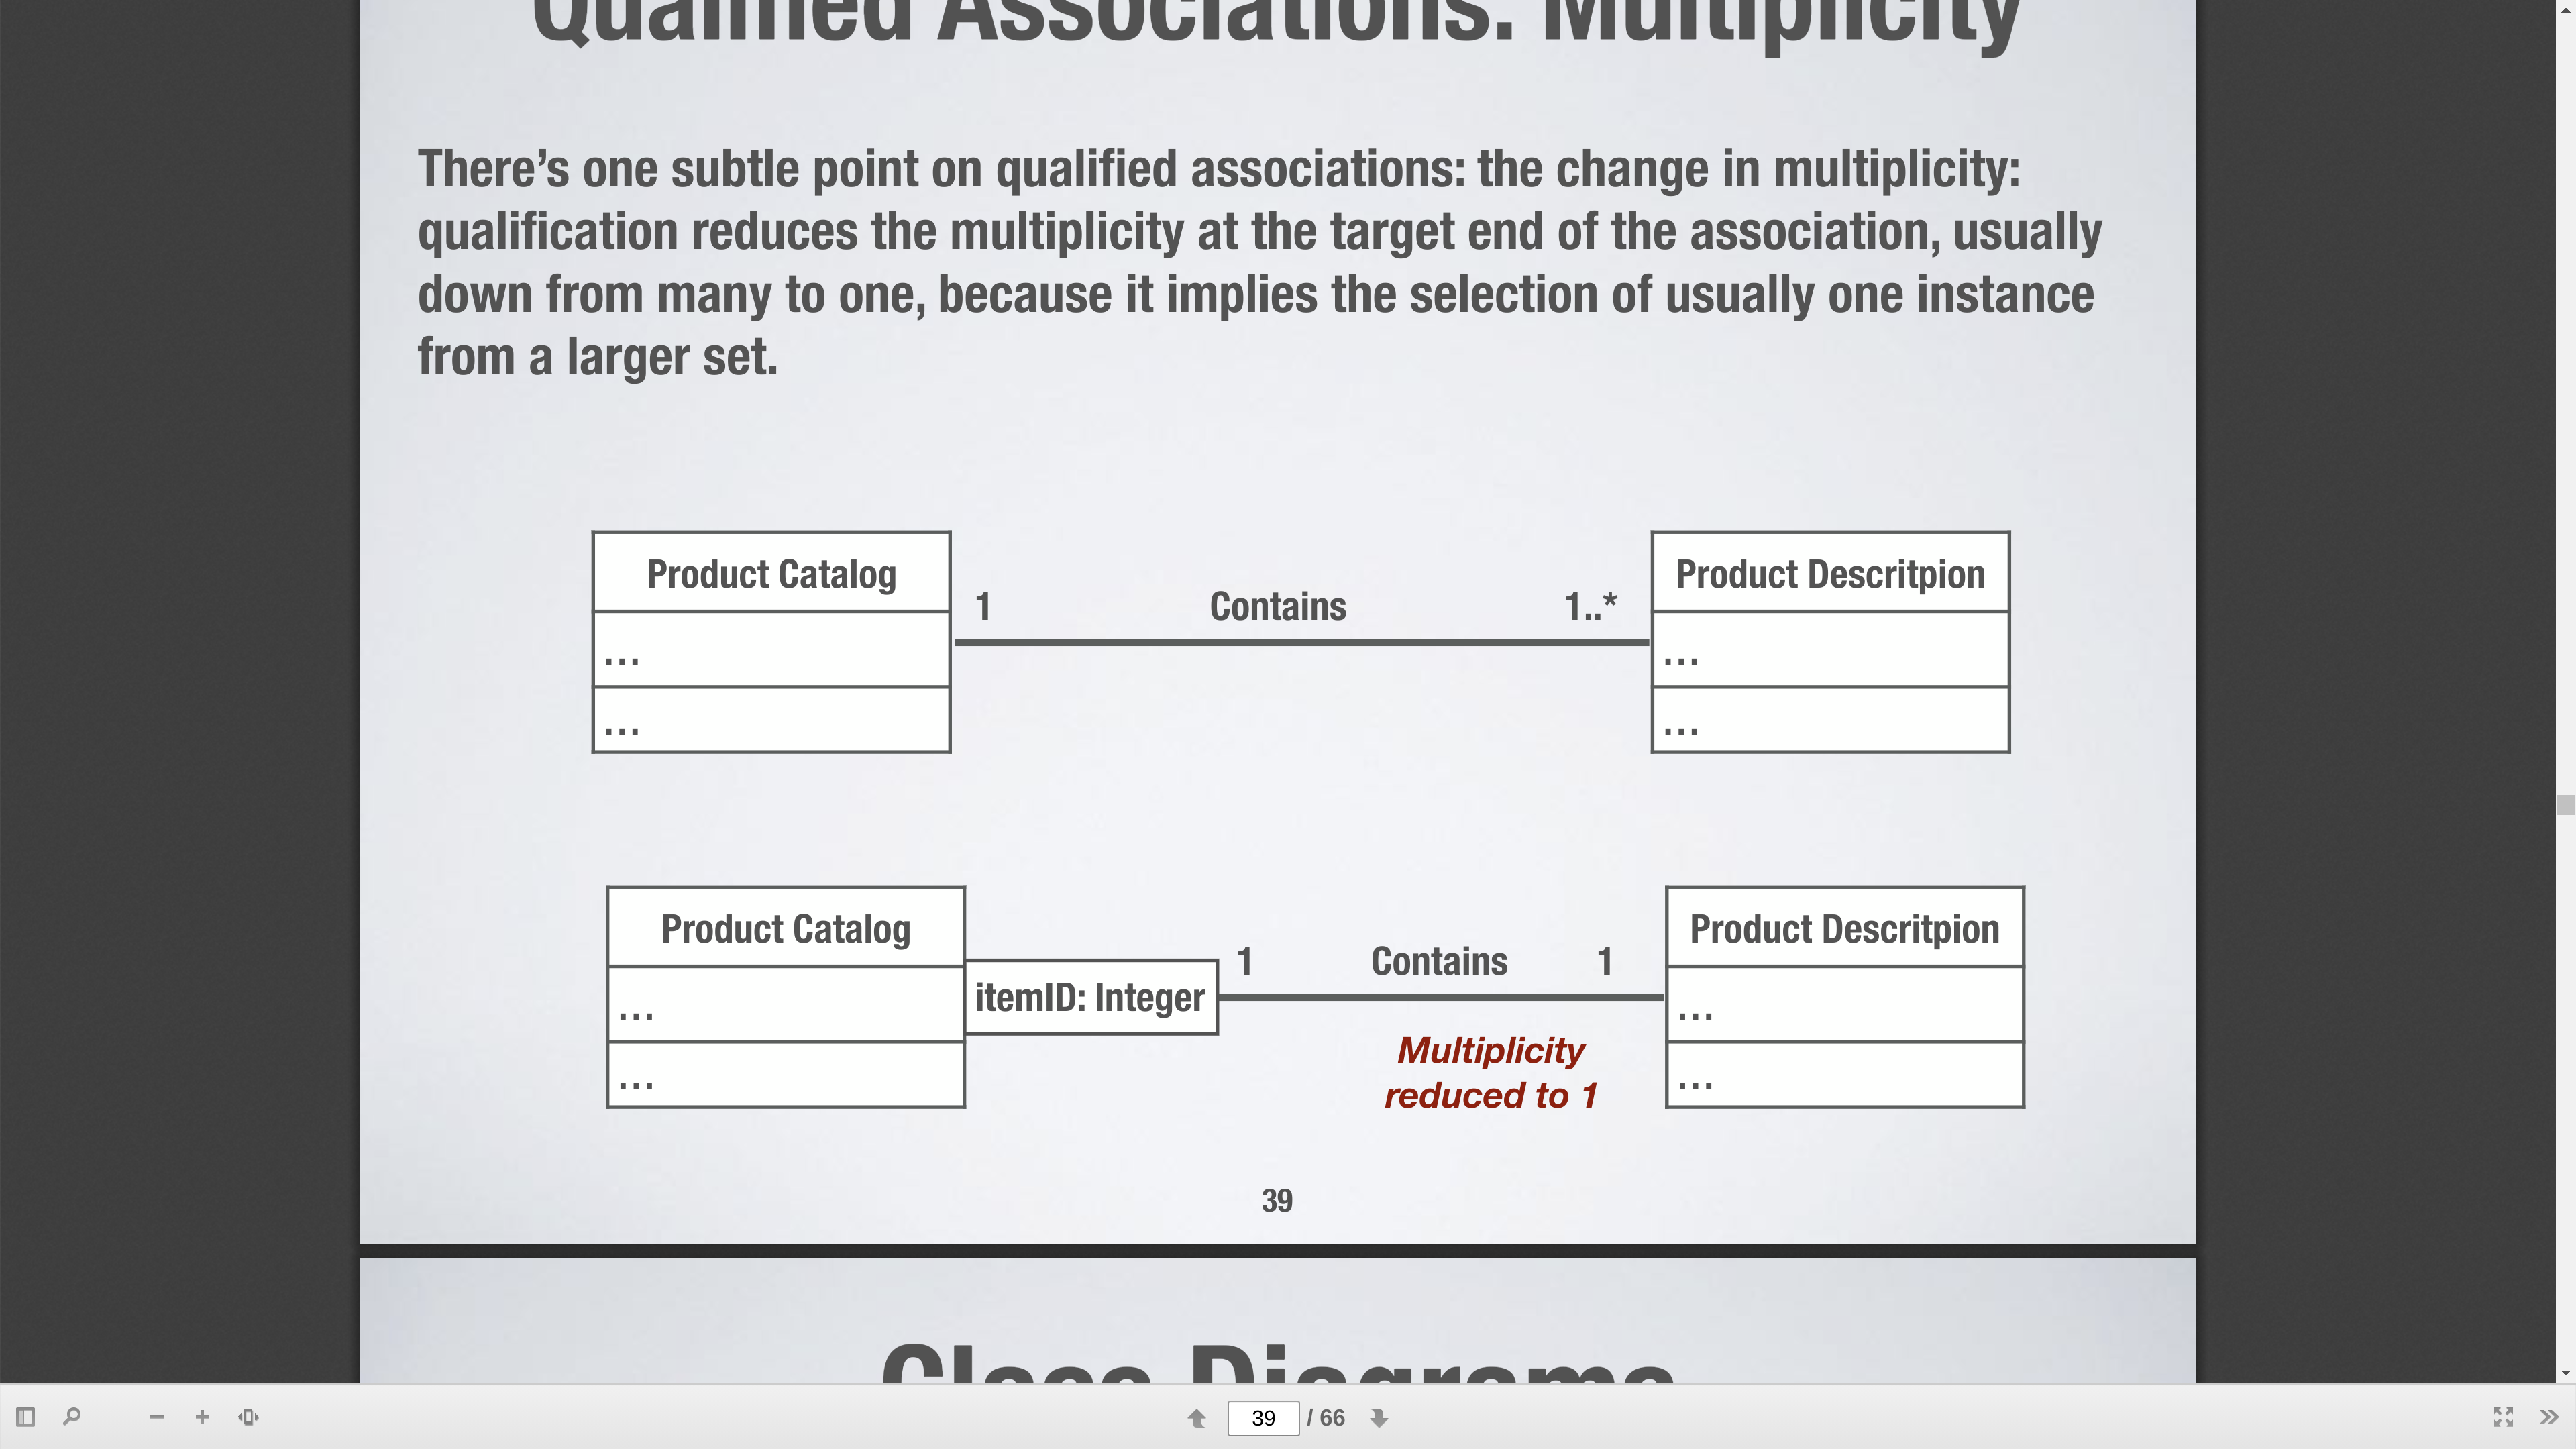 Qualified Associations: Multiplicity
There’s one subtle point on qualified associations: the change in multiplicity:
qualification reduces the multiplicity at the target end of the association, usually
down from many to one, because it implies the selection of usually one instance
from a larger set.
Product Catalog
...
...
1 Contains 1..*
Product Descritpion
...
...
Product Catalog
...
...
itemID: Integer
1 Contains 1
Multiplicity
reduced to 1
Product Descritpion
...
...
39
Class Diagrams
39 / 66